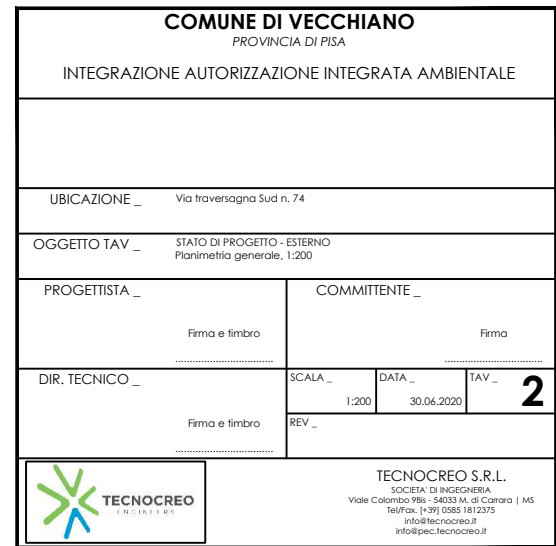 COMUNE DI VECCHIANO
PROVINCIA DI PISA
INTEGRAZIONE AUTORIZZAZIONE INTEGRATA AMBIENTALE
UBICAZIONE _ Via traversagna Sud n. 74
OGGETTO TAV _ STATO DI PROGETTO - ESTERNO
Planimetria generale, 1:200
PROGETTISTA _ COMMITTENTE _
Firma e timbro Firma
.................................. ..................................
DIR. TECNICO _ SCALA _ DATA _ TAV _ 2
1:200 30.06.2020
Firma e timbro REV _
..................................
TECNOCREO
ENGINEERS
TECNOCREO S.R.L.
SOCIETA' DI INGEGNERIA
Viale Colombo 9Bis - 54033 M. di Carrara | MS
Tel/Fax. [+39] 0585 1812375
info@tecnocreo.it
info@pec.tecnocreo.it